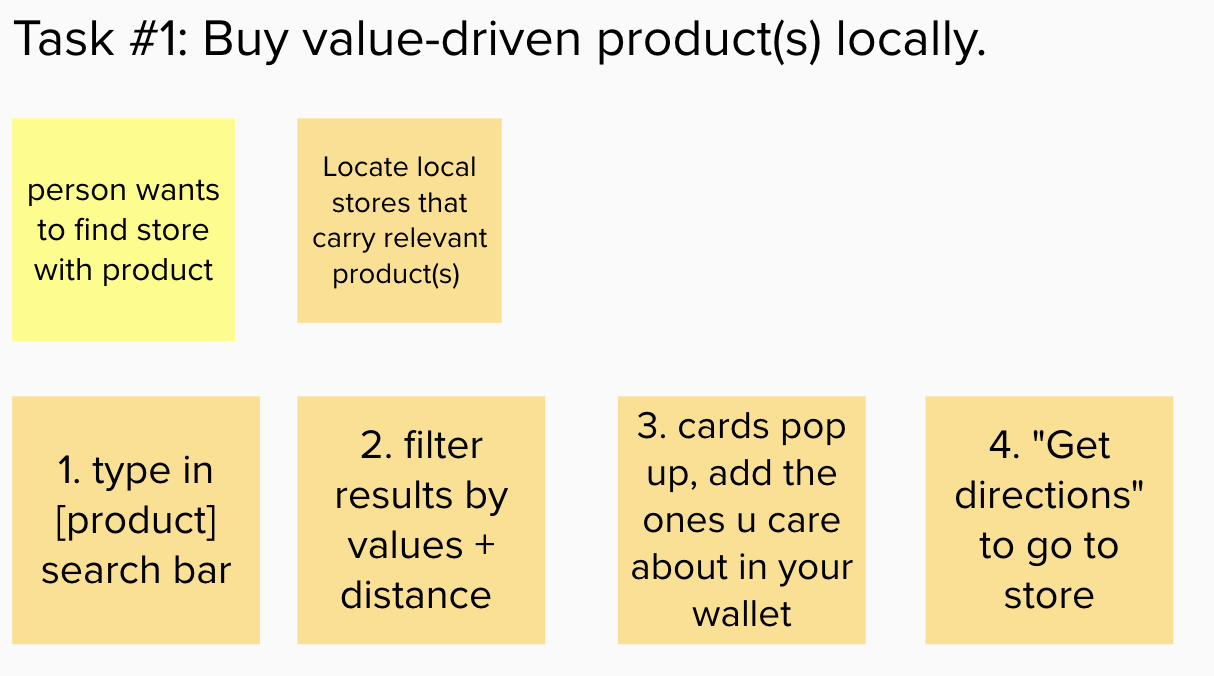 Task #1: Buy value-driven product(s) locally.
person wants
to find store
with product
Locate local
stores that
carry relevant
product(s)
1. type in
[product]
search bar
2. filter
results by
values +
distance
3. cards pop
up, add the
ones u care
about in your
wallet
4. "Get
directions"
to go to
store